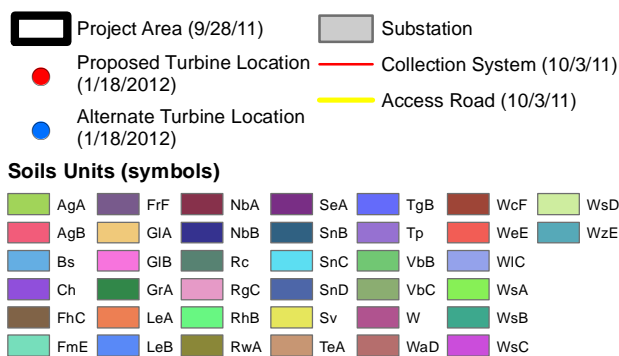 Project Area (9/28/11)
Substation
Proposed Turbine Location
(1/18/2012)
Collection System (10/3/11)
Access Road (10/3/11)
Alternate Turbine Location
(1/18/2012)
Soils Units (symbols)
AgA FrF NbA SeA TgB WcF WsD
AgB GlA NbB SnB Tp WeE WzE
Bs GlB Rc SnC VbB WlC
Ch GrA RgC SnD VbC WsA
FhC LeA RhB Sv W WsB
FmE LeB RwA TeA WaD WsC